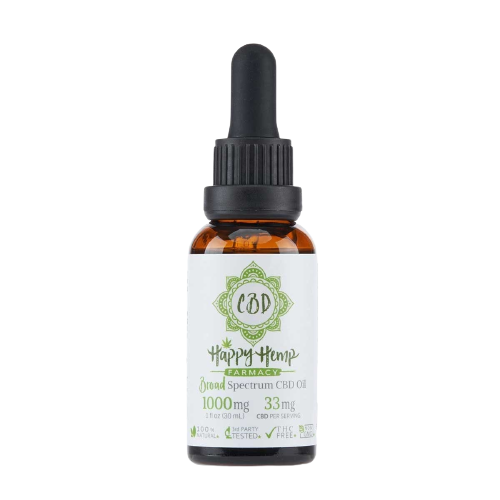 CBD
Happy Hemp
FARMACY
Broad Spectrum CBD Oil
1000mg 33mg
1 fl oz (30 mL) CBD PER SERVING
100% 3rd PARTY THC
NATURAL TESTED FREE